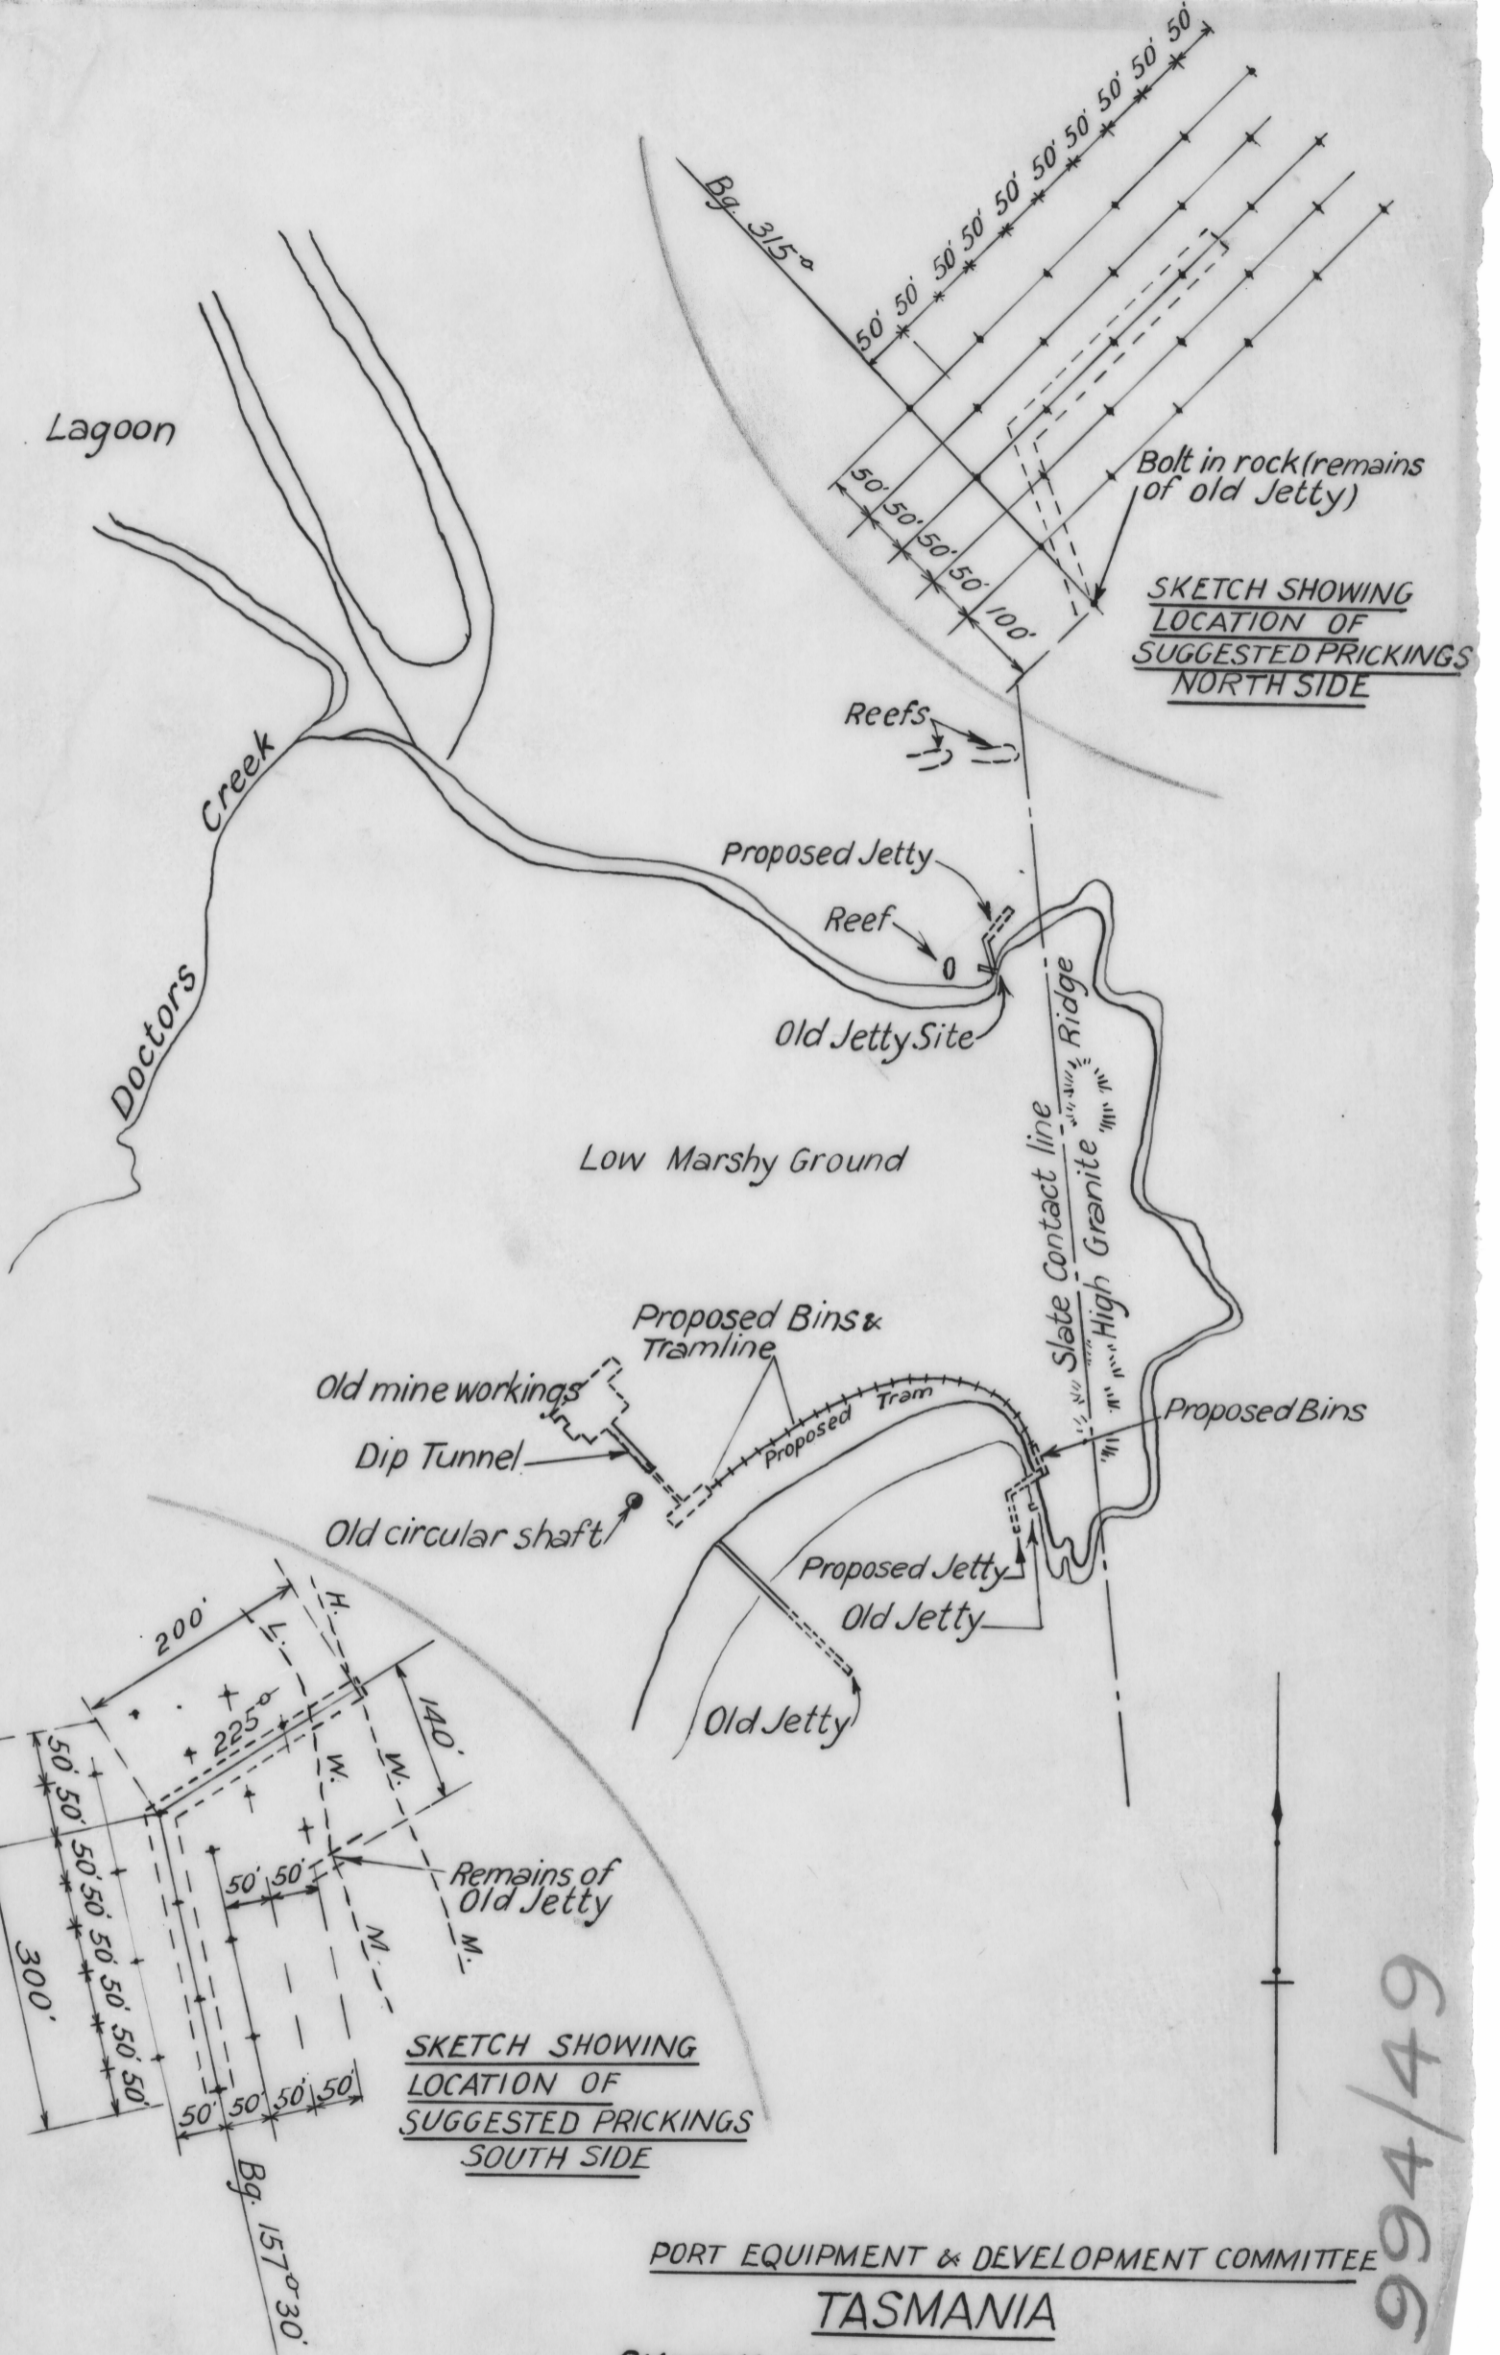 50' 50' 50' 50' 50' 50' 50' 50' 50' 50'
Bg. 315°
Lagoon
50' 50' 50' 50' 100'
Bolt in rock (remains
of old Jetty)
SKETCH SHOWING
LOCATION OF
SUGGESTED PRICKINGS
NORTH SIDE
Reefs
Creek
Proposed Jetty
Reef
Old Jetty Site
Doctors
Low Marshy Ground
Slate Contact line
High Granite Ridge
Proposed Bins &
Tramline
Old mine workings
Proposed Tram
Proposed Bins
Dip Tunnel
Old circular shaft
Proposed Jetty
Old Jetty
Old Jetty
200'
L. W. M.
H. W. M.
225°
140'
50' 50' 50' 50' 50' 50' 50' 50'
300'
50' 50'
Remains of
Old Jetty
50' 50' 50' 50'
SKETCH SHOWING
LOCATION OF
SUGGESTED PRICKINGS
SOUTH SIDE
Bg. 157° 30'
994/49
PORT EQUIPMENT & DEVELOPMENT COMMITTEE
TASMANIA